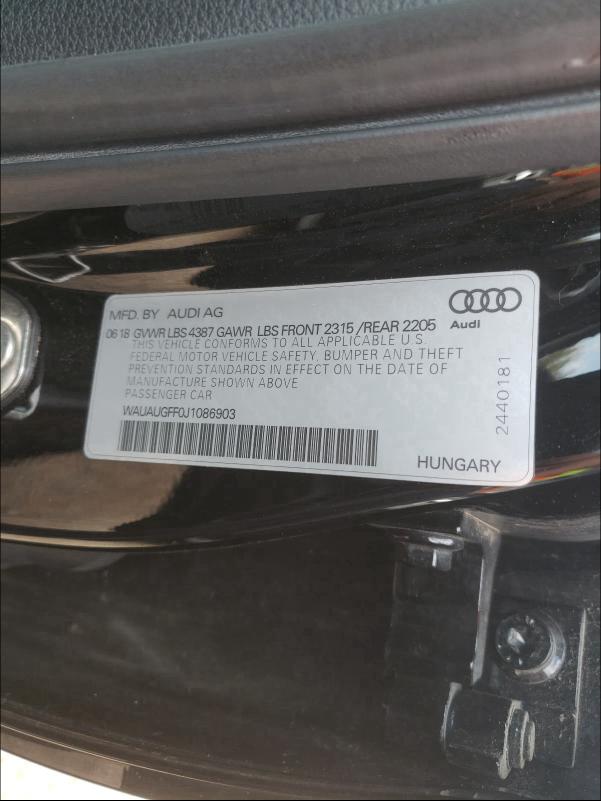 MFD. BY AUDI AG
06 18 GVWR LBS 4387 GAWR LBS FRONT 2315 /REAR 2205
THIS VEHICLE CONFORMS TO ALL APPLICABLE U.S.
FEDERAL MOTOR VEHICLE SAFETY, BUMPER AND THEFT
PREVENTION STANDARDS IN EFFECT ON THE DATE OF
MANUFACTURE SHOWN ABOVE
PASSENGER CAR
WAUAUGFF0J1086903
HUNGARY
Audi
2440181